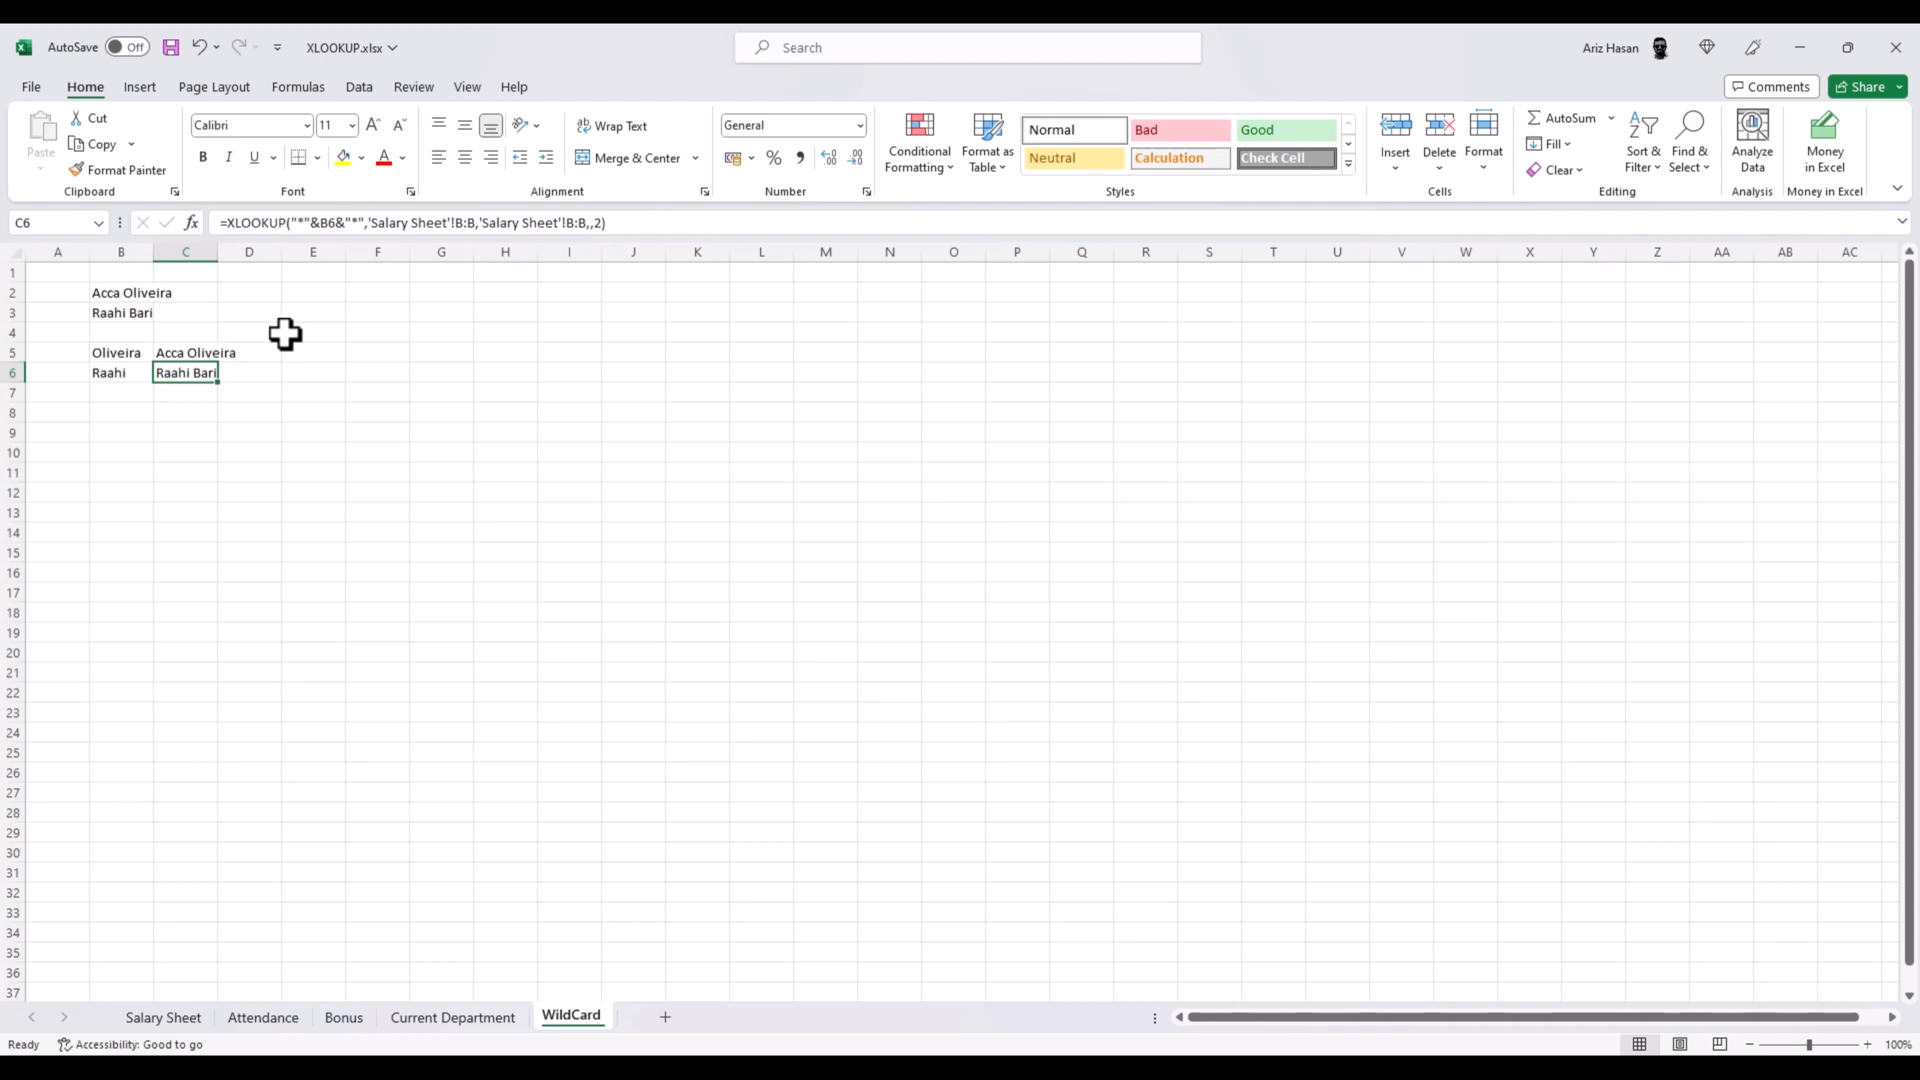 AutoSave Off XLOOKUP.xlsx Search Ariz Hasan
File Home Insert Page Layout Formulas Data Review View Help Comments Share
Paste Cut Copy Format Painter Clipboard
Calibri 11 B I U A Font
Wrap Text Merge & Center Alignment
General % Number
Conditional Formatting Format as Table
Normal Bad Good
Neutral Calculation Check Cell
Styles
Insert Delete Format Cells
AutoSum Fill Clear Sort & Filter Find & Select Editing
Analyze Data Analysis
Money in Excel Money in Excel
C6 fx =XLOOKUP("*"&B6&"*",'Salary Sheet'!B:B,'Salary Sheet'!B:B,,2)
A B C D E F G H I J K L M N O P Q R S T U V W X Y Z AA AB AC
1
2 Acca Oliveira
3 Raahi Bari
4
5 Oliveira Acca Oliveira
6 Raahi Raahi Bari
7
8
9
10
11
12
13
14
15
16
17
18
19
20
21
22
23
24
25
26
27
28
29
30
31
32
33
34
35
36
37
Salary Sheet Attendance Bonus Current Department WildCard
Ready Accessibility: Good to go 100%